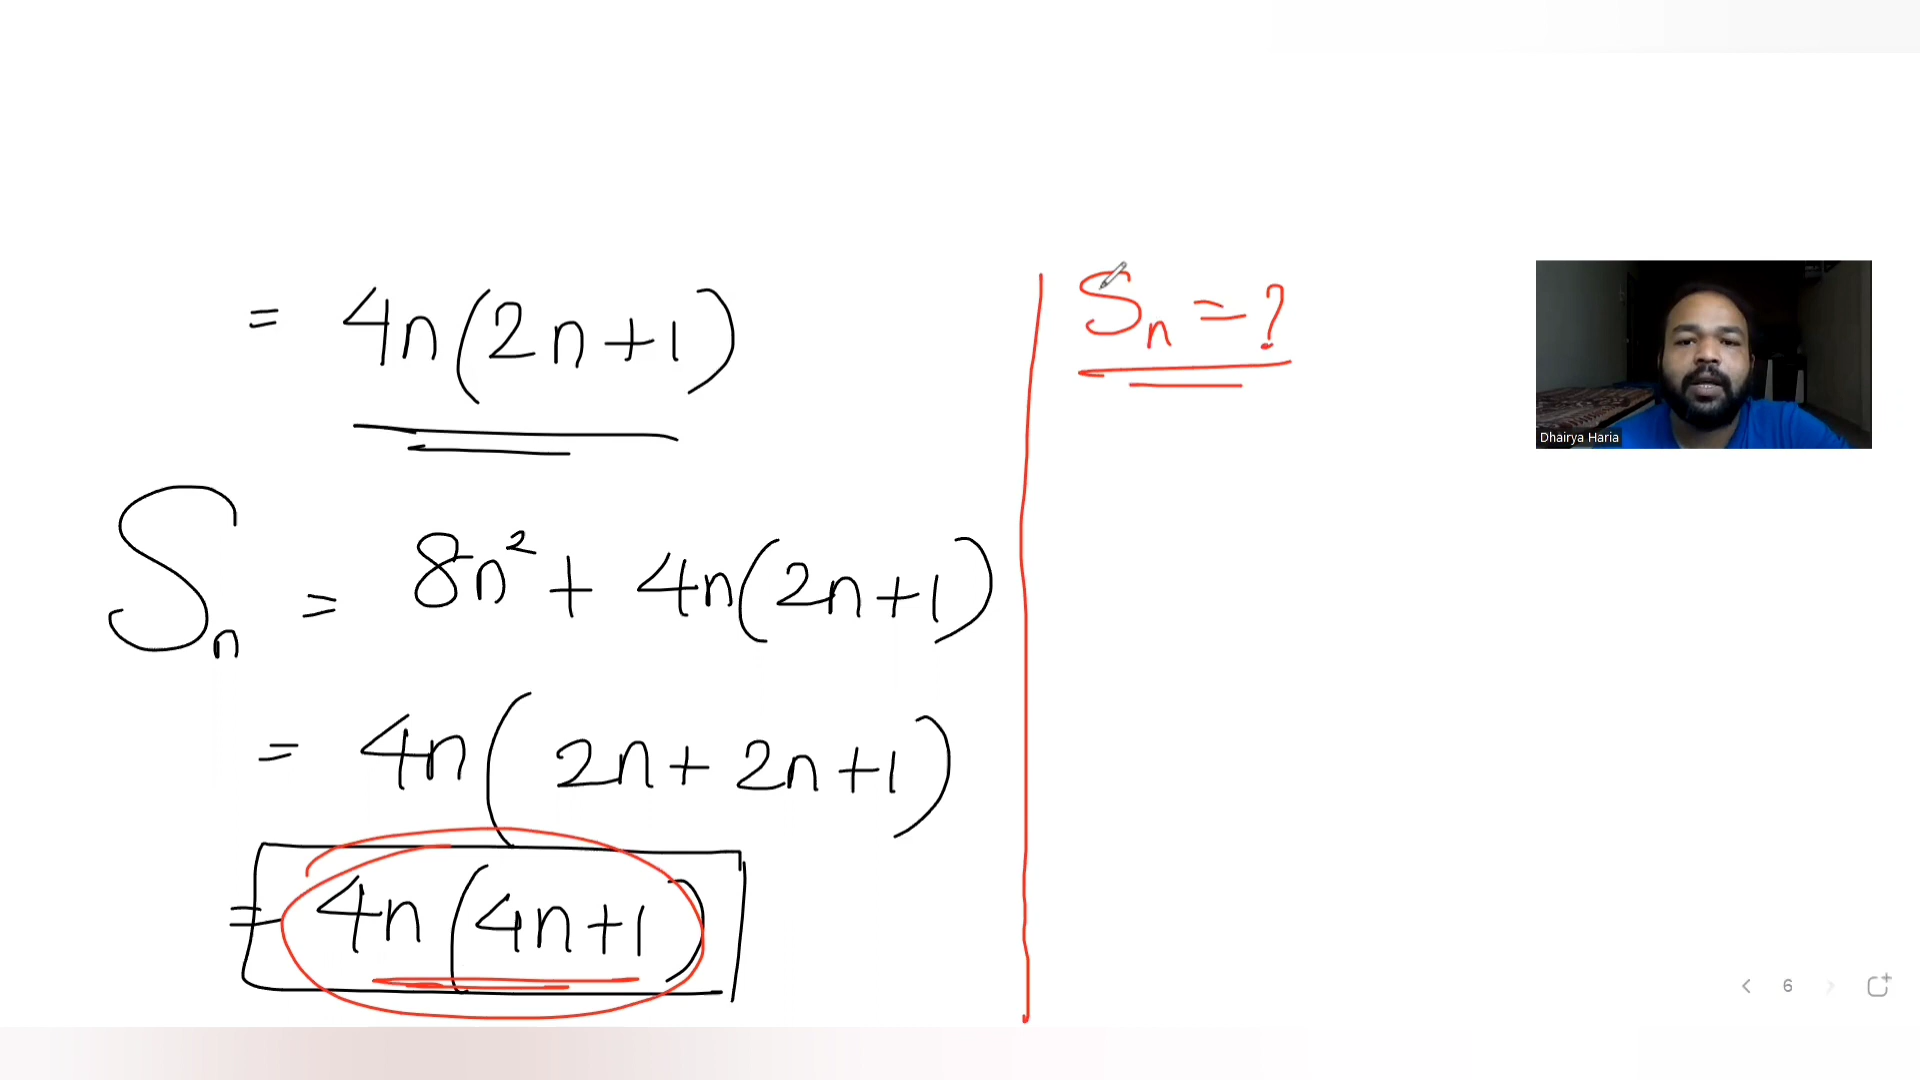 = 4n(2n+1)
Sn = 8n² + 4n(2n+1)
= 4n(2n+2n+1)
= 4n(4n+1)
Sn = ?
Dhairya Haria
6